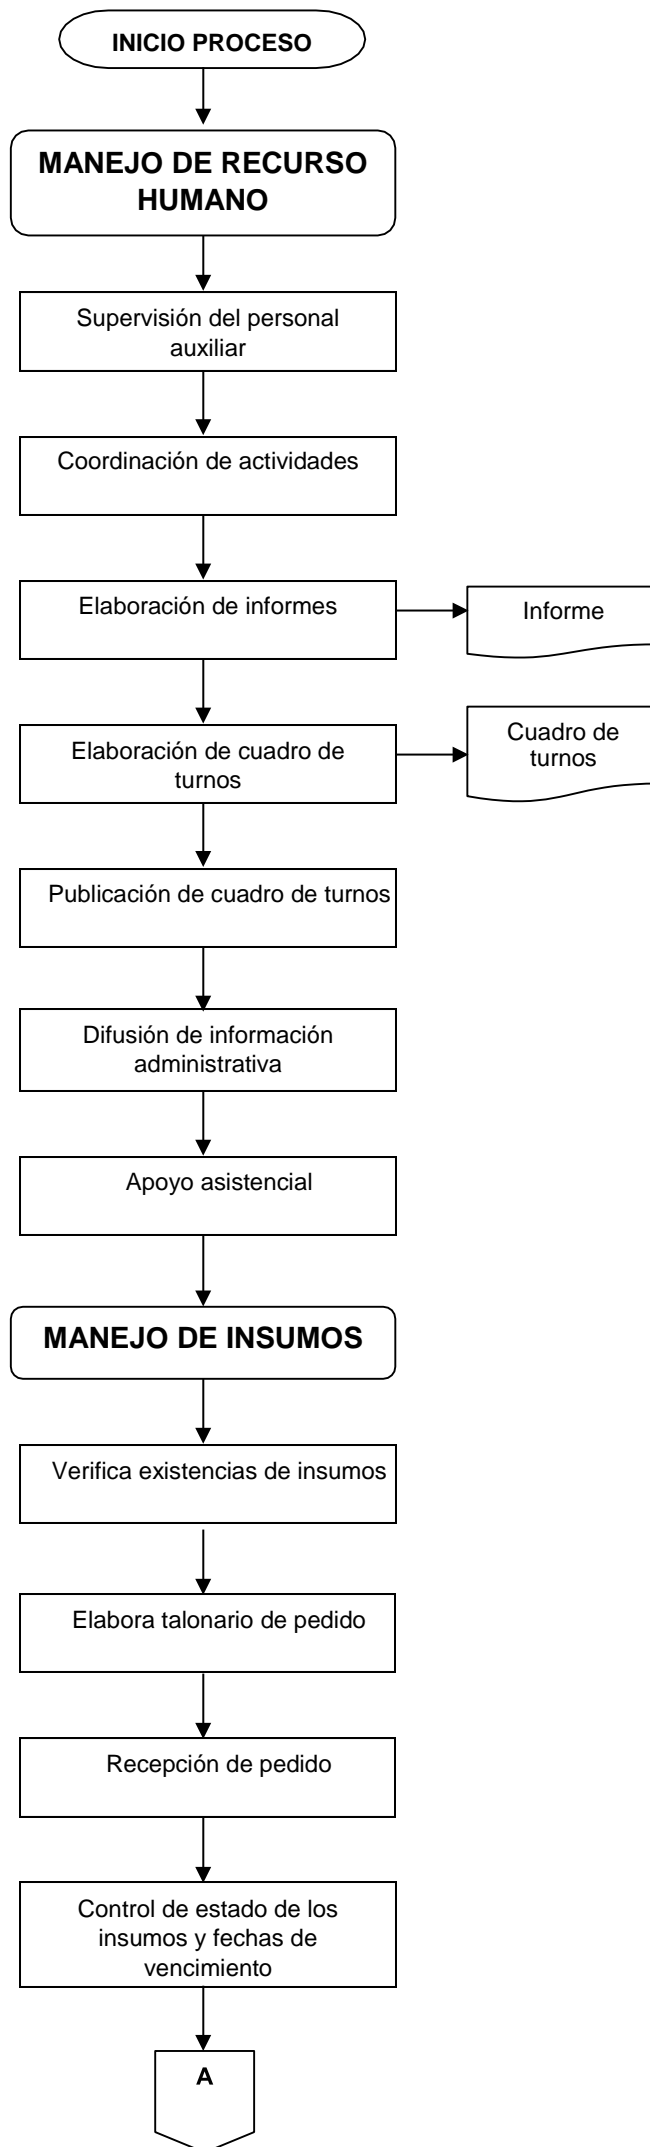 INICIO PROCESO
MANEJO DE RECURSO
HUMANO
Supervisión del personal
auxiliar
Coordinación de actividades
Elaboración de informes
Informe
Elaboración de cuadro de
turnos
Cuadro de
turnos
Publicación de cuadro de turnos
Difusión de información
administrativa
Apoyo asistencial
MANEJO DE INSUMOS
Verifica existencias de insumos
Elabora talonario de pedido
Recepción de pedido
Control de estado de los
insumos y fechas de
vencimiento
A